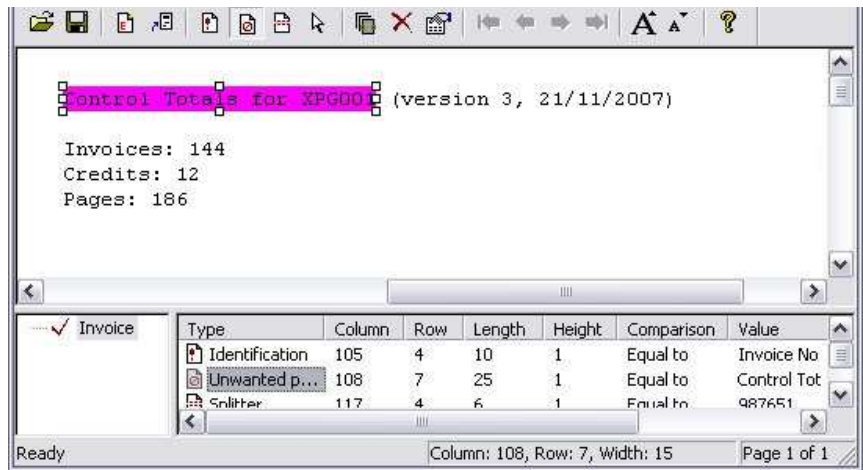 Control Totals for XPG001 (version 3, 21/11/2007)
Invoices: 144
Credits: 12
Pages: 186
Invoice
Type Column Row Length Height Comparison Value
Identification 105 4 10 1 Equal to Invoice No
Unwanted p... 108 7 25 1 Equal to Control Tot
Splitter 117 4 6 1 Equal to 987651
Ready Column: 108, Row: 7, Width: 15 Page 1 of 1